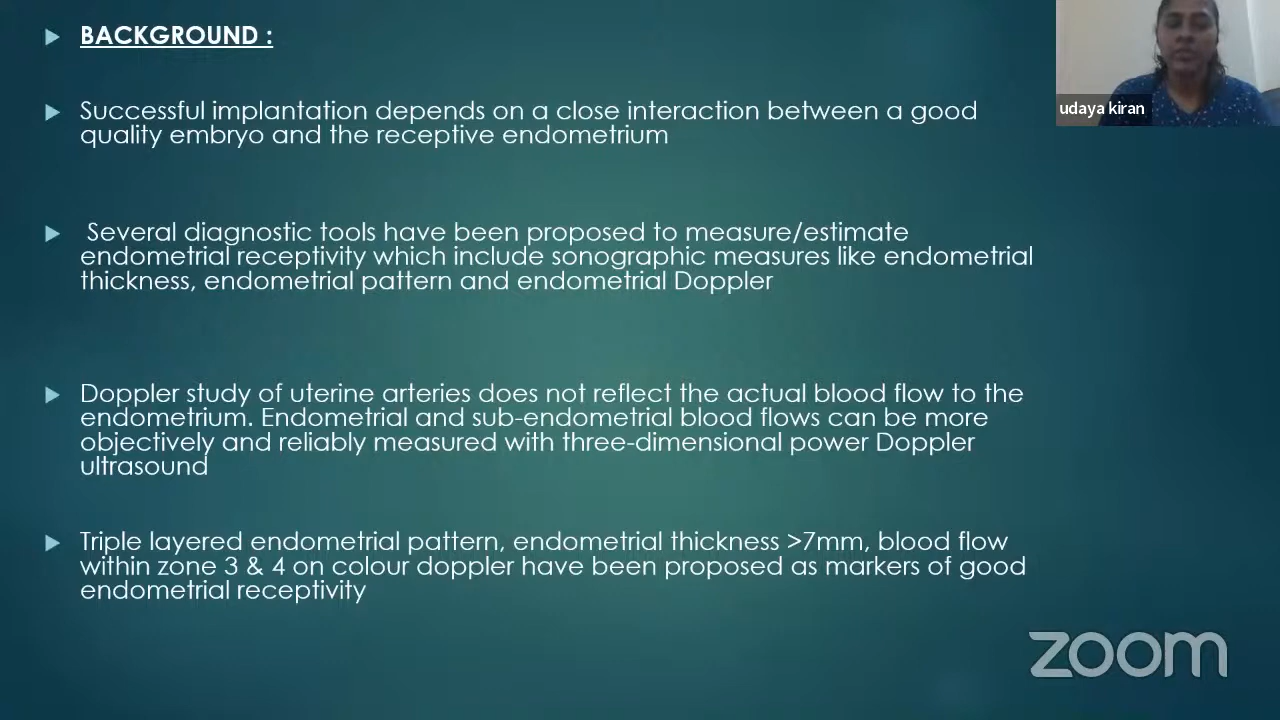 BACKGROUND :
Successful implantation depends on a close interaction between a good
quality embryo and the receptive endometrium
Several diagnostic tools have been proposed to measure/estimate
endometrial receptivity which include sonographic measures like endometrial
thickness, endometrial pattern and endometrial Doppler
Doppler study of uterine arteries does not reflect the actual blood flow to the
endometrium. Endometrial and sub-endometrial blood flows can be more
objectively and reliably measured with three-dimensional power Doppler
ultrasound
Triple layered endometrial pattern, endometrial thickness >7mm, blood flow
within zone 3 & 4 on colour doppler have been proposed as markers of good
endometrial receptivity
udaya kiran
zoom